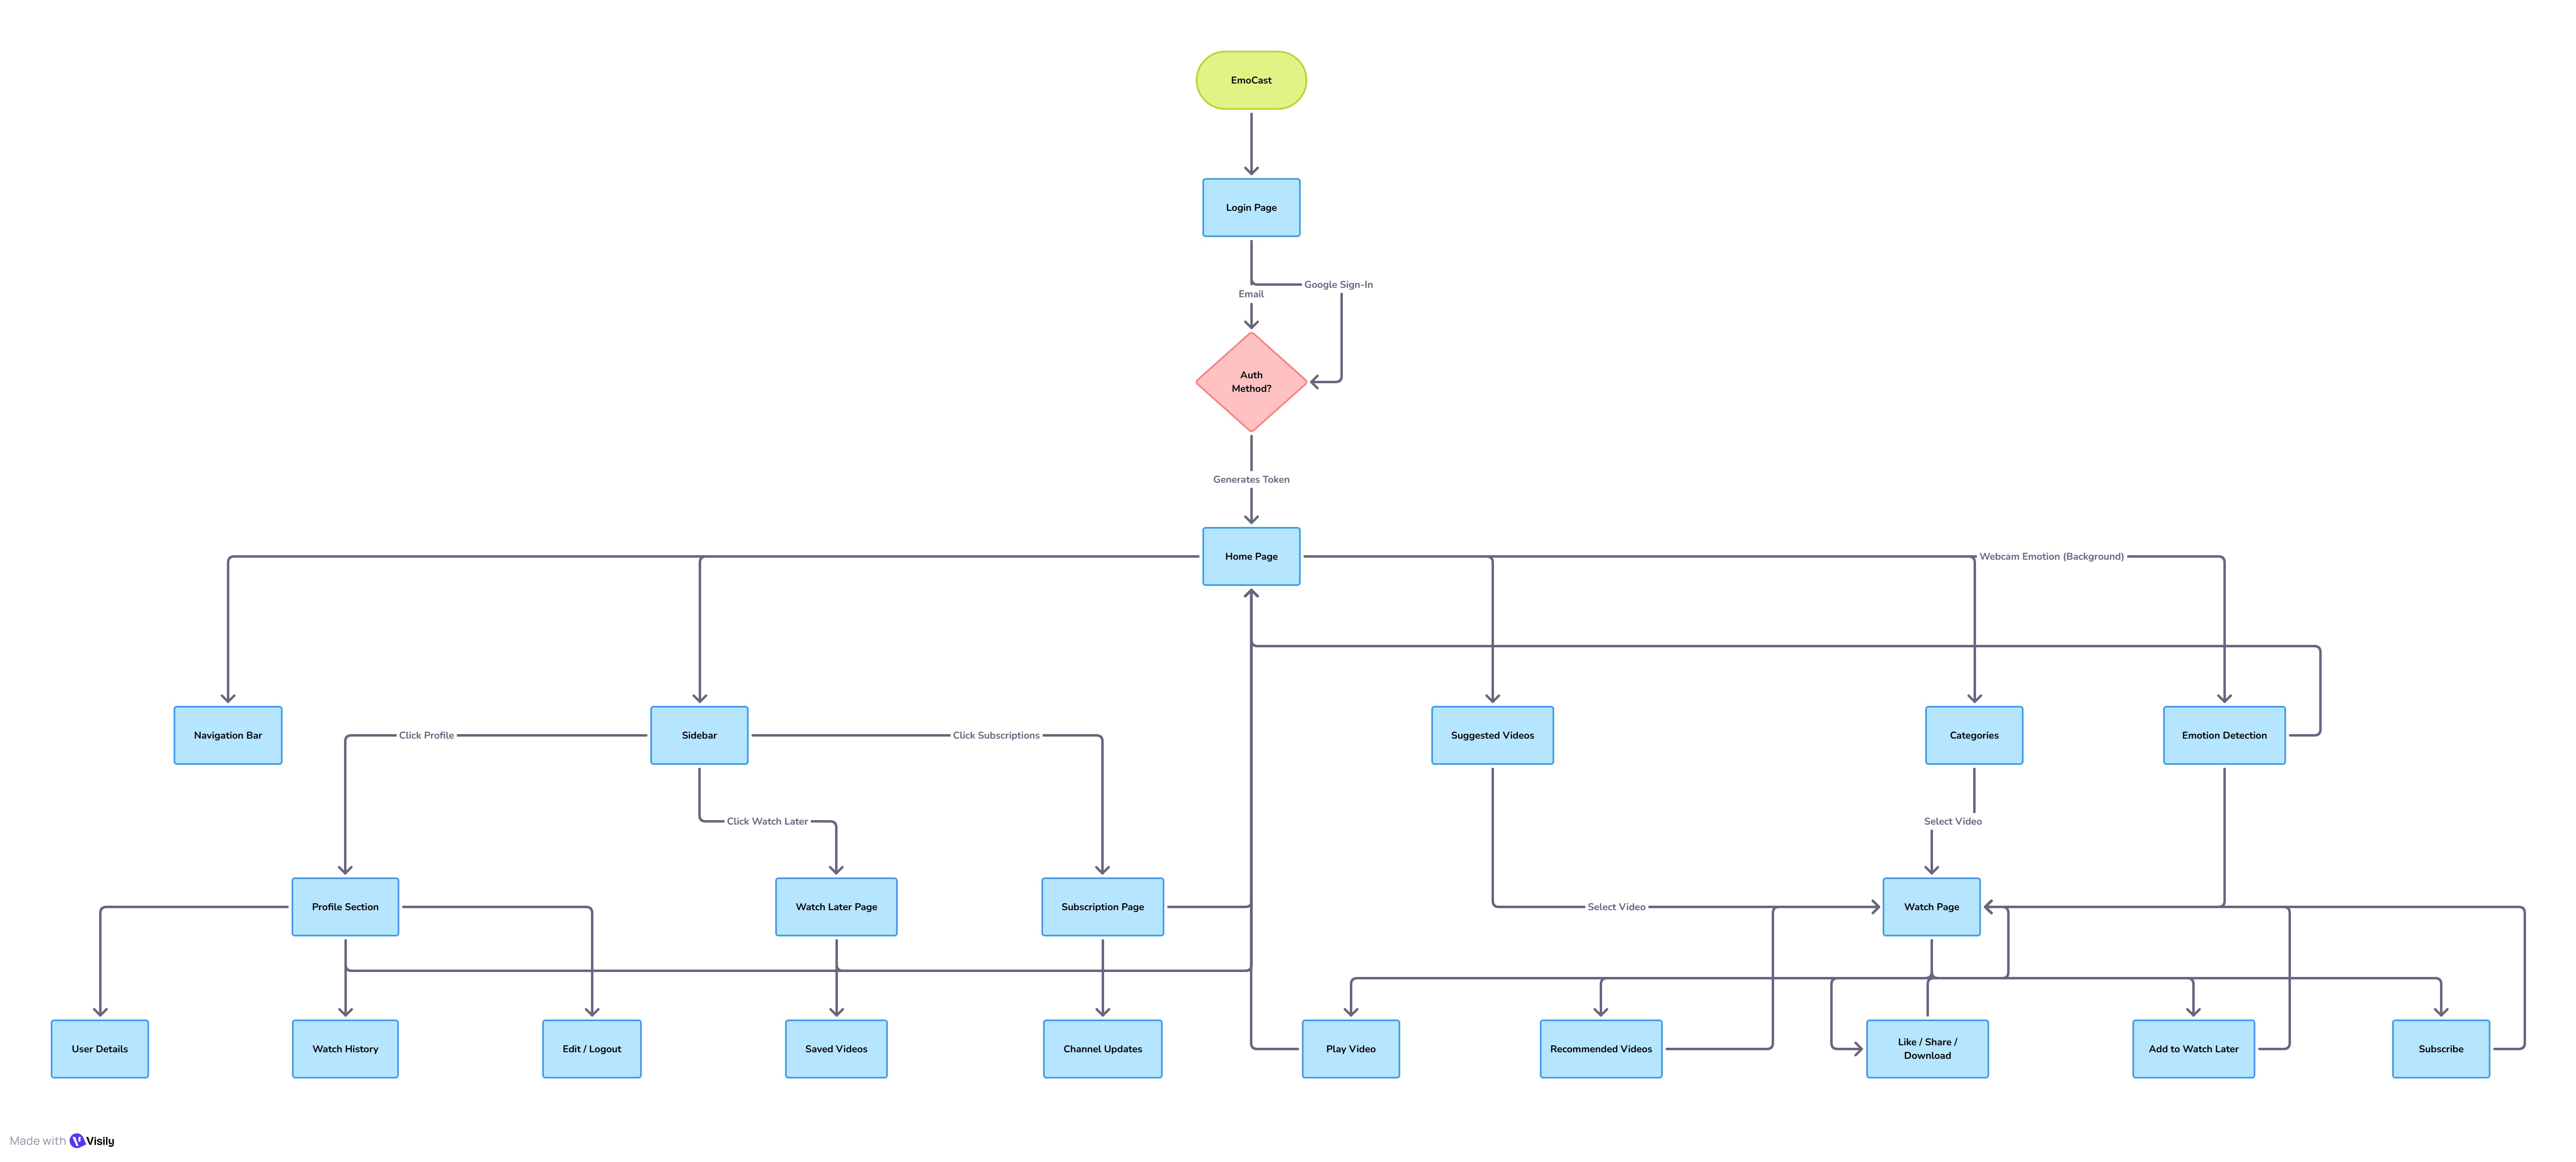 EmoCast
Login Page
Google Sign-In
Email
Auth
Method?
Generates Token
Home Page
Webcam Emotion (Background)
Navigation Bar
Click Profile
Sidebar
Click Subscriptions
Suggested Videos
Categories
Emotion Detection
Click Watch Later
Select Video
Profile Section
Watch Later Page
Subscription Page
Select Video
Watch Page
User Details
Watch History
Edit / Logout
Saved Videos
Channel Updates
Play Video
Recommended Videos
Like / Share /
Download
Add to Watch Later
Subscribe
Made with Visily